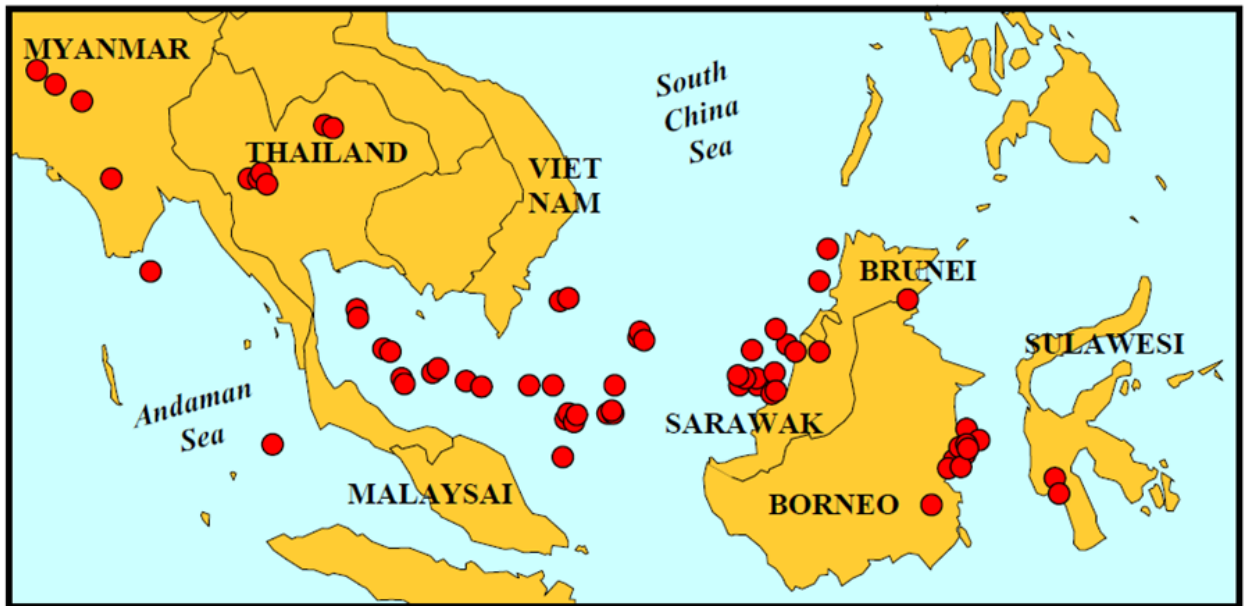 MYANMAR
South
China
Sea
THAILAND
VIET
NAM
BRUNEI
SULAWESI
Andaman
Sea
SARAWAK
MALAYSAI
BORNEO